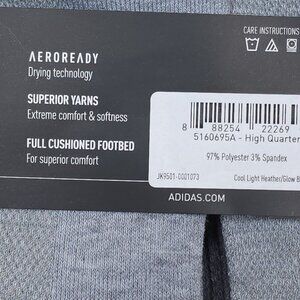 CARE INSTRUCTIONS
AEROREADY
Drying technology
SUPERIOR YARNS
Extreme comfort & softness
FULL CUSHIONED FOOTBED
For superior comfort
8 88254 22269
5160695A - High Quarter
97% Polyester 3% Spandex
JK9501-0001073
Cool Light Heather/Glow B
ADIDAS.COM